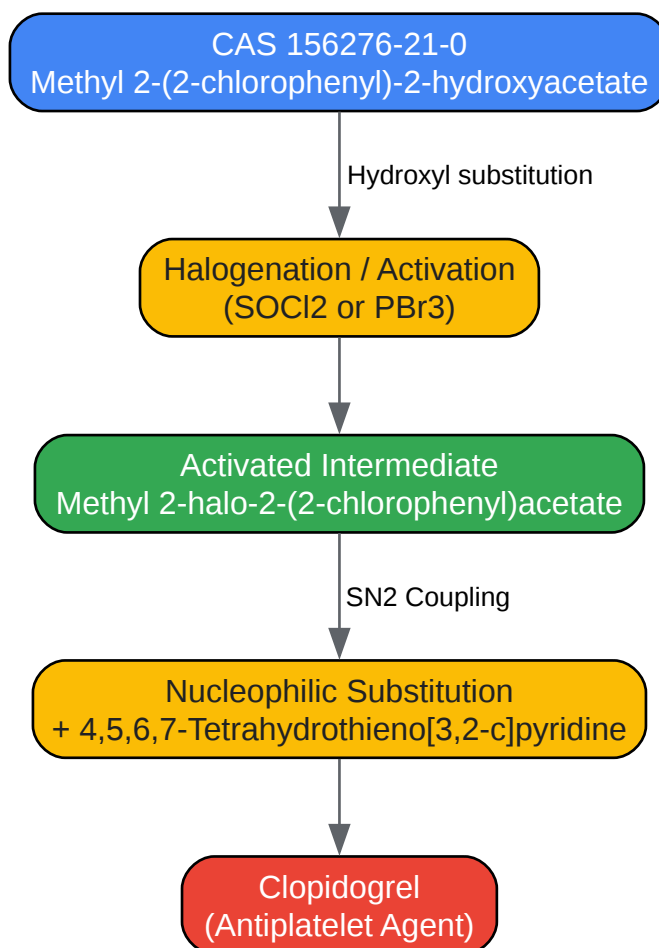 CAS 156276-21-0
Methyl 2-(2-chlorophenyl)-2-hydroxyacetate
Hydroxyl substitution
Halogenation / Activation
(SOCl2 or PBr3)
Activated Intermediate
Methyl 2-halo-2-(2-chlorophenyl)acetate
SN2 Coupling
Nucleophilic Substitution
+ 4,5,6,7-Tetrahydrothieno[3,2-c]pyridine
Clopidogrel
(Antiplatelet Agent)